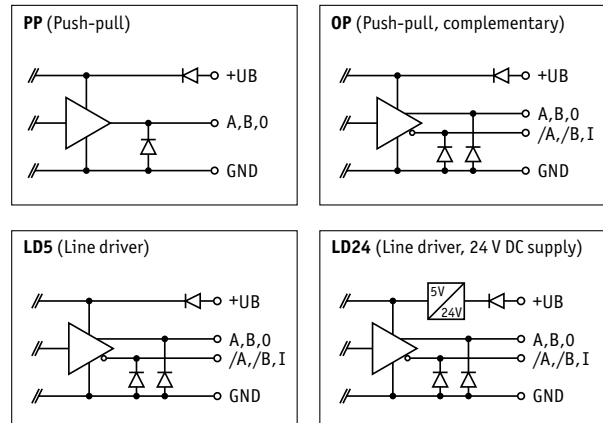 PP (Push-pull)
+UB
A,B,0
GND
OP (Push-pull, complementary)
+UB
A,B,0
/A,/B,I
GND
LD5 (Line driver)
+UB
A,B,0
/A,/B,I
GND
LD24 (Line driver, 24 V DC supply)
5V
24V
+UB
A,B,0
/A,/B,I
GND